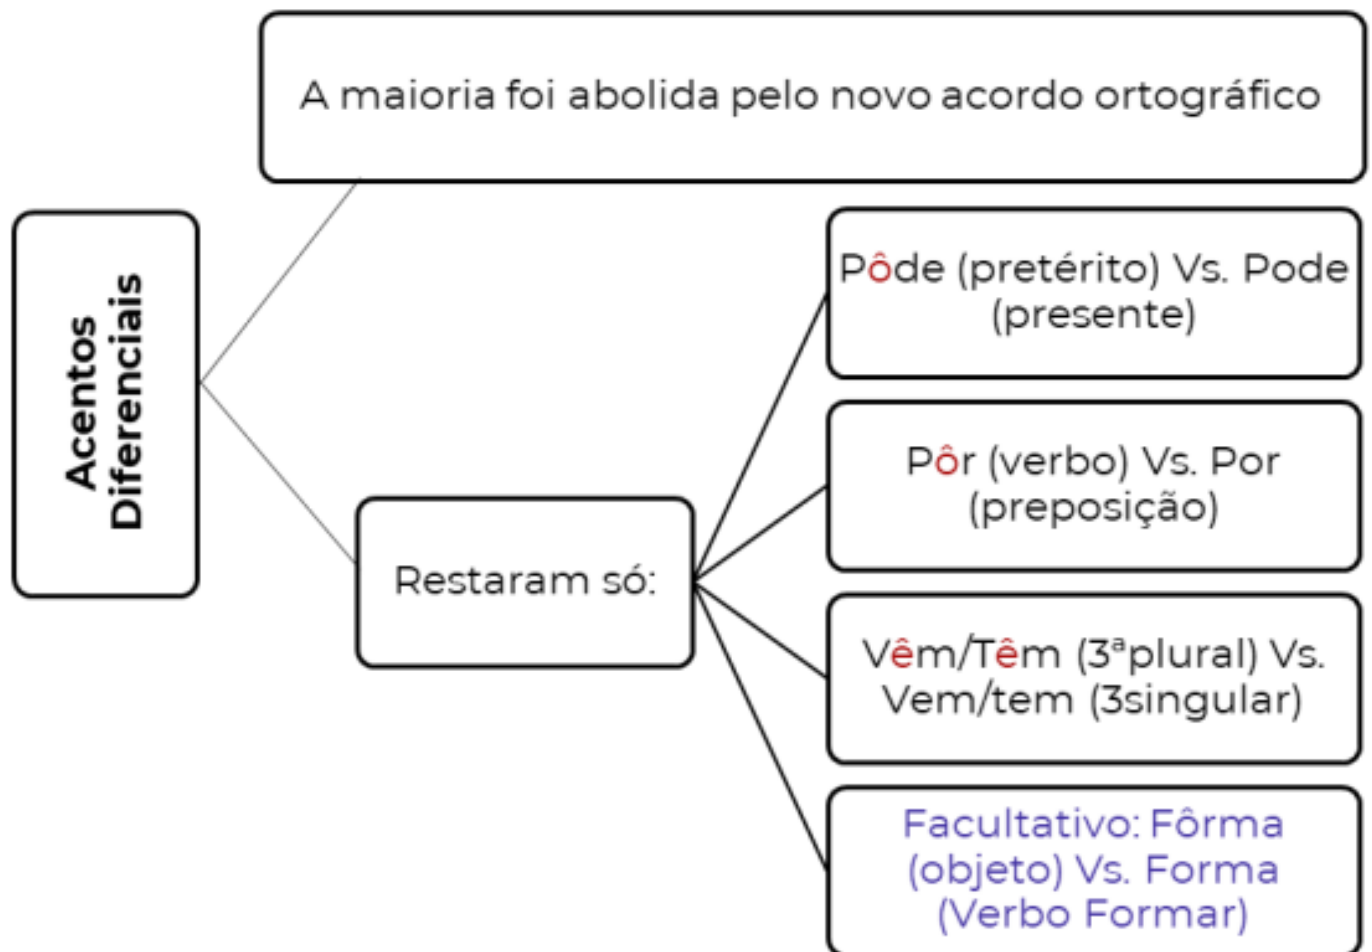 A maioria foi abolida pelo novo acordo ortográfico
Acentos
Diferenciais
Restaram só:
Pôde (pretérito) Vs. Pode
(presente)
Pôr (verbo) Vs. Por
(preposição)
Vêm/Têm (3ªplural) Vs.
Vem/tem (3singular)
Facultativo: Fôrma
(objeto) Vs. Forma
(Verbo Formar)